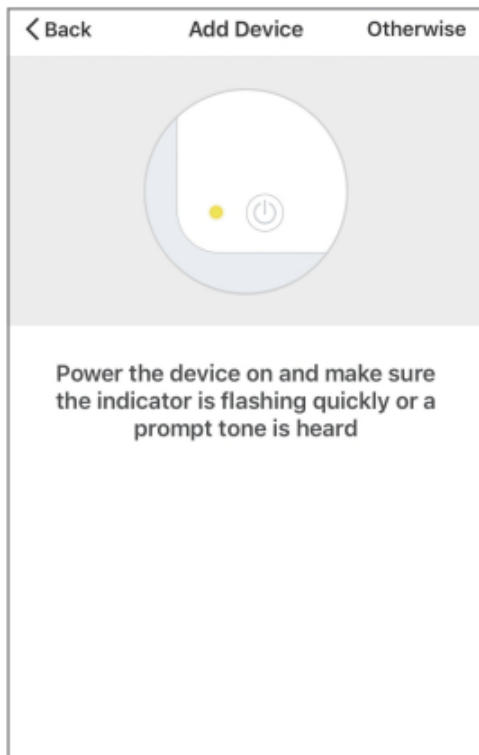 Back Add Device Otherwise
Power the device on and make sure
the indicator is flashing quickly or a
prompt tone is heard